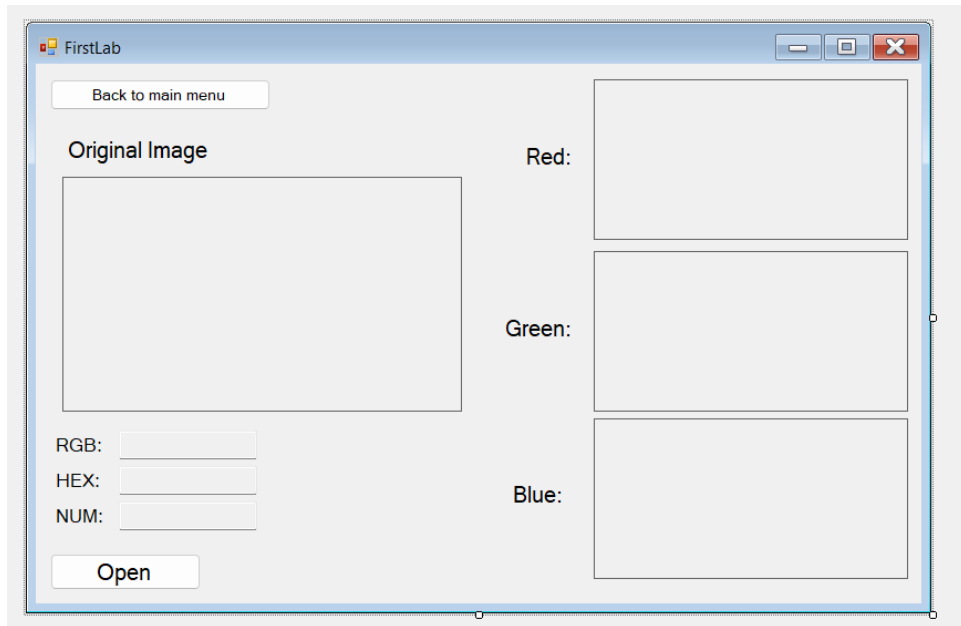 FirstLab
Back to main menu
Original Image
Red:
Green:
RGB:
HEX:
NUM:
Blue:
Open